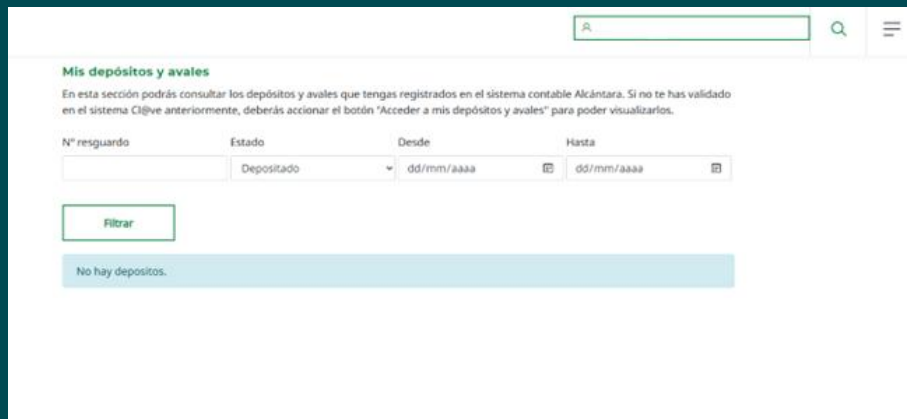 Mis depósitos y avales
En esta sección podrás consultar los depósitos y avales que tengas registrados en el sistema contable Alcántara. Si no te has validado
en el sistema Cl@ve anteriormente, deberás accionar el botón "Acceder a mis depósitos y avales" para poder visualizarlos.
Nº resguardo Estado Desde Hasta
Depositado dd/mm/aaaa dd/mm/aaaa
Filtrar
No hay depositos.